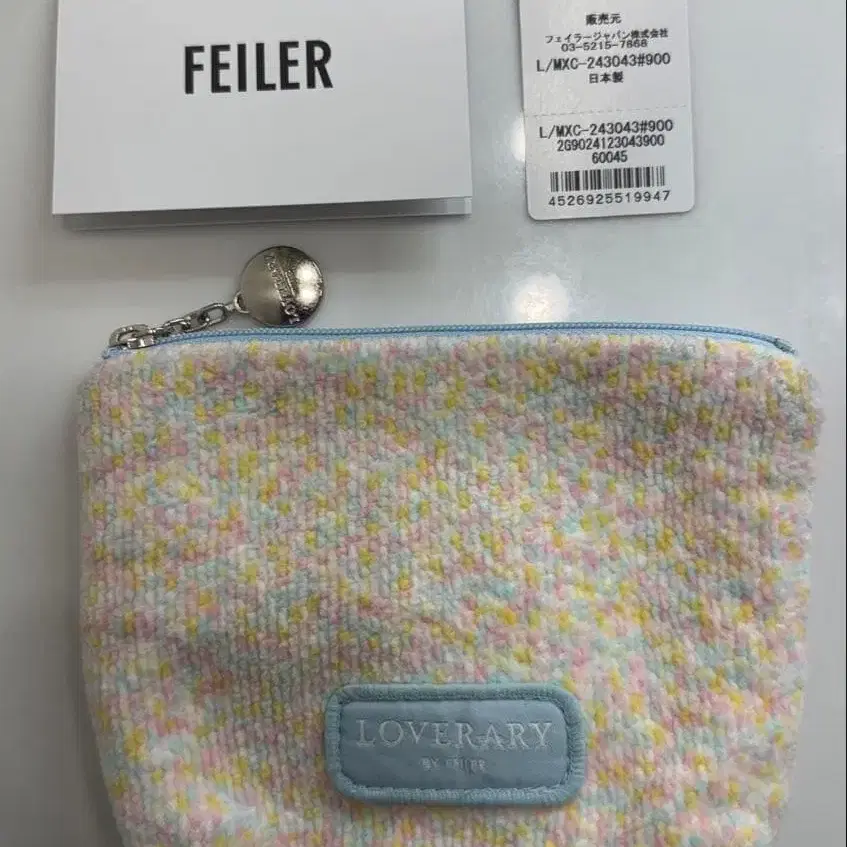 FEILER
販売元
フェイラージャパン株式会社
03-5215-7868
L/MXC-243043#900
日本製
L/MXC-243043#900
2G9024123043900
60045
4526925519947
LOVERARY
BY FEILER